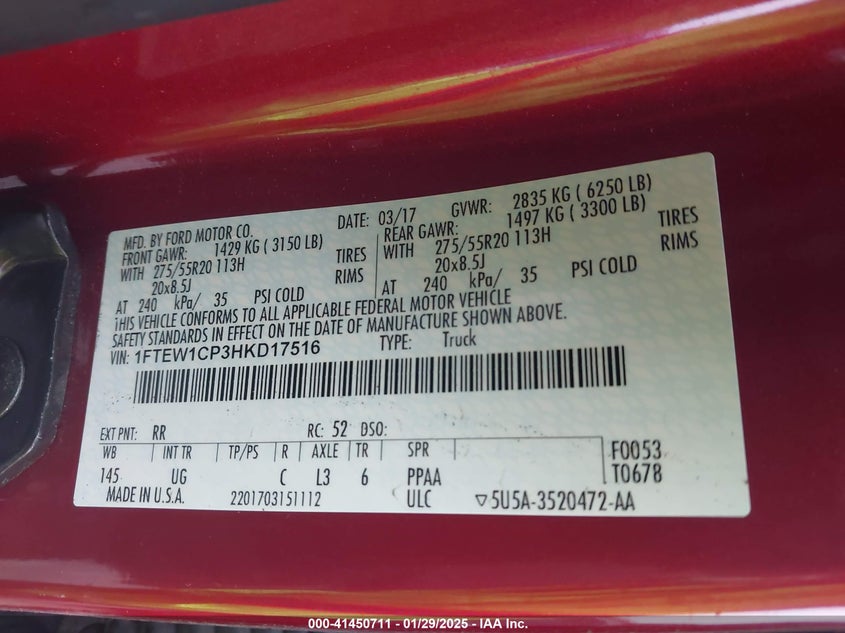 MFD. BY FORD MOTOR CO. DATE: 03/17 GVWR: 2835 KG ( 6250 LB)
FRONT GAWR: 1429 KG ( 3150 LB) REAR GAWR: 1497 KG ( 3300 LB)
WITH 275/55R20 113H TIRES WITH 275/55R20 113H TIRES
20x8.5J RIMS 20x8.5J RIMS
AT 240 kPa/ 35 PSI COLD AT 240 kPa/ 35 PSI COLD
THIS VEHICLE CONFORMS TO ALL APPLICABLE FEDERAL MOTOR VEHICLE
SAFETY STANDARDS IN EFFECT ON THE DATE OF MANUFACTURE SHOWN ABOVE.
VIN: 1FTEW1CP3HKD17516 TYPE: Truck
EXT PNT: RR RC: 52 DSO:
WB INT TR TP/PS R AXLE TR SPR F0053
145 UG C L3 6 PPAA T0678
MADE IN U.S.A. 2201703151112 ULC ▽5U5A-3520472-AA
000-41450711 - 01/29/2025 - IAA Inc.